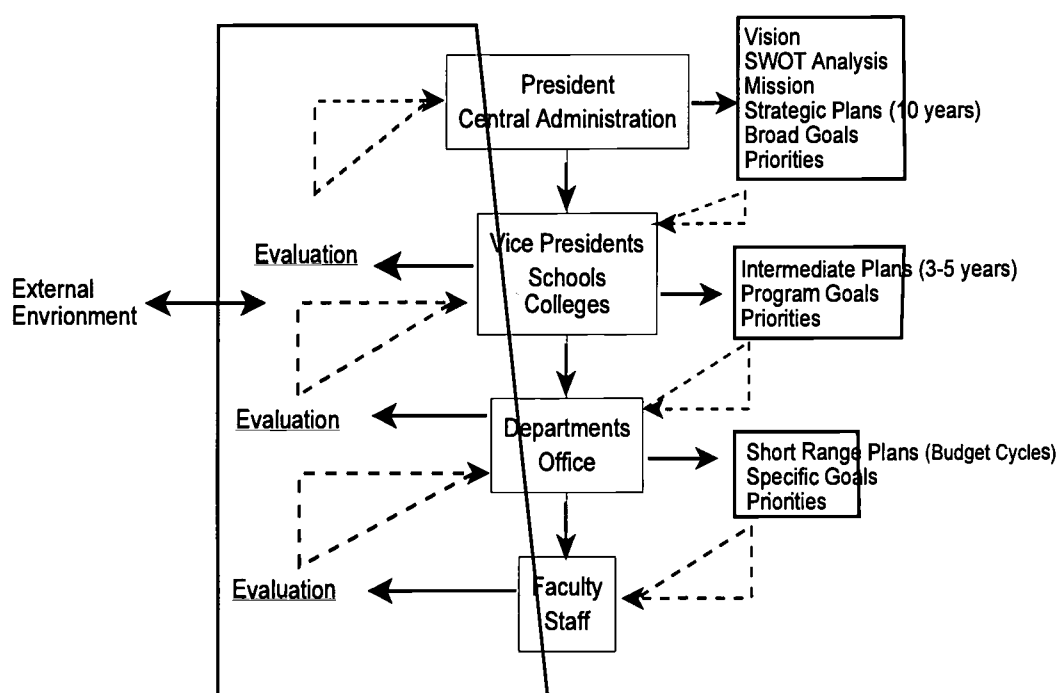 President
Central Administration
Vision
SWOT Analysis
Mission
Strategic Plans (10 years)
Broad Goals
Priorities
Evaluation
Vice Presidents
Schools
Colleges
Intermediate Plans (3-5 years)
Program Goals
Priorities
External
Envrionment
Evaluation
Departments
Office
Short Range Plans (Budget Cycles)
Specific Goals
Priorities
Evaluation
Faculty
Staff